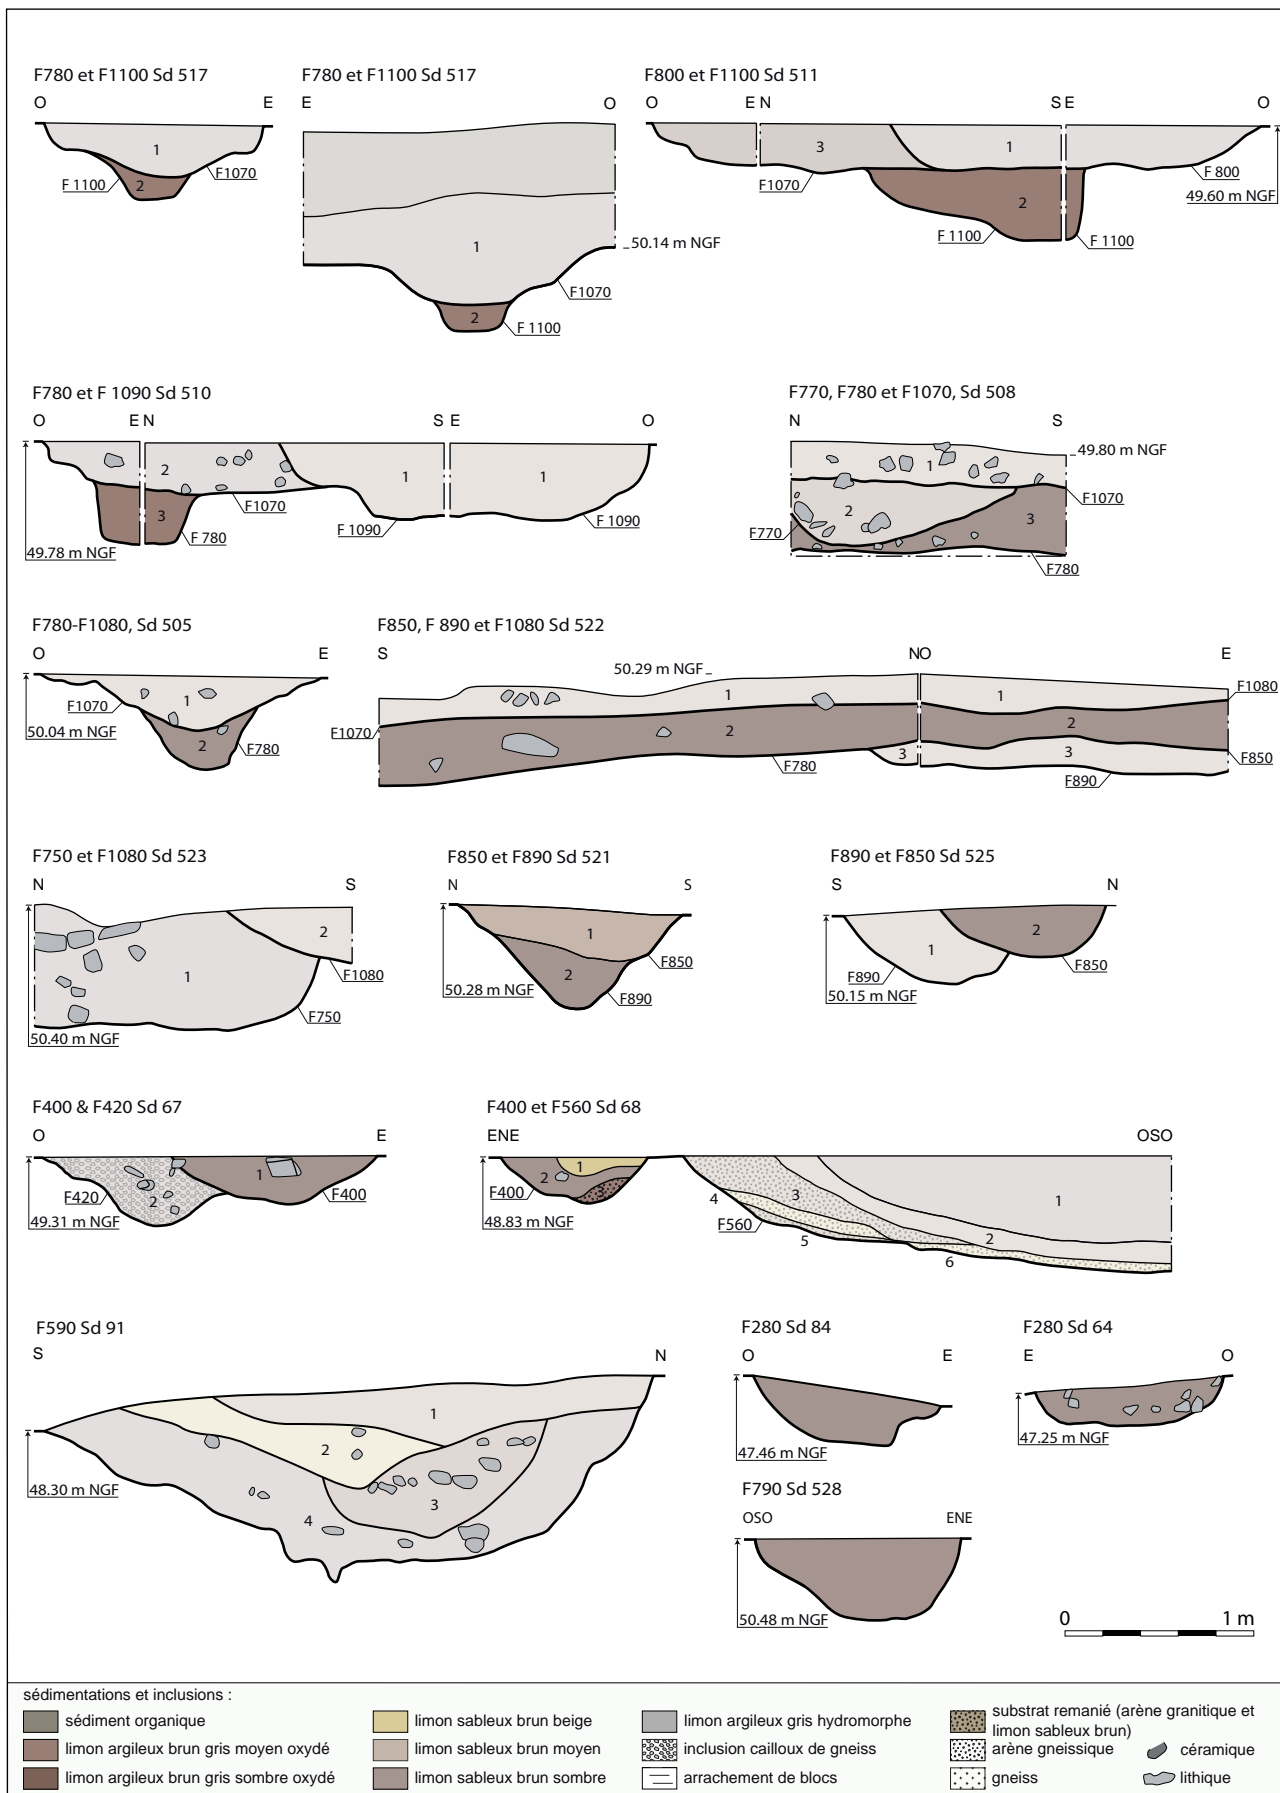 F780 et F1100 Sd 517
O E
1
2
F 1100
F1070
F780 et F1100 Sd 517
E O
1
50.14 m NGF
F1070
2
F 1100
F800 et F1100 Sd 511
O E N S E O
3 1
F1070
F 800
49.60 m NGF
2
F 1100
F 1100
F780 et F 1090 Sd 510
O E N S E O
2 1 1
F1070
3
F 780
F 1090
F 1090
49.78 m NGF
F770, F780 et F1070, Sd 508
N S
49.80 m NGF
1
F1070
2
3
F770
F780
F780-F1080, Sd 505
O E
1
F1070
50.04 m NGF
2
F780
F850, F 890 et F1080 Sd 522
S NO E
50.29 m NGF
1 1
F1080
F1070
2 2
3 3
F780
F850
F890
F750 et F1080 Sd 523
N S
2
1
F1080
F750
50.40 m NGF
F850 et F890 Sd 521
N S
1
F850
2
F890
50.28 m NGF
F890 et F850 Sd 525
S N
2
1
F890
F850
50.15 m NGF
F400 & F420 Sd 67
O E
1
2
F420
F400
49.31 m NGF
F400 et F560 Sd 68
ENE OSO
1
2
3
F400
48.83 m NGF
4
3
F560
5
2
6
1
F590 Sd 91
S
N
1
2
3
4
48.30 m NGF
F280 Sd 84
O E
47.46 m NGF
F280 Sd 64
E O
47.25 m NGF
F790 Sd 528
OSO ENE
50.48 m NGF
0 1 m
sédimentations et inclusions :
sédiment organique
limon argileux brun gris moyen oxydé
limon argileux brun gris sombre oxydé
limon sableux brun beige
limon sableux brun moyen
limon sableux brun sombre
limon argileux gris hydromorphe
inclusion cailloux de gneiss
arrachement de blocs
substrat remanié (arène granitique et
limon sableux brun)
arène gneissique
gneiss
céramique
lithique